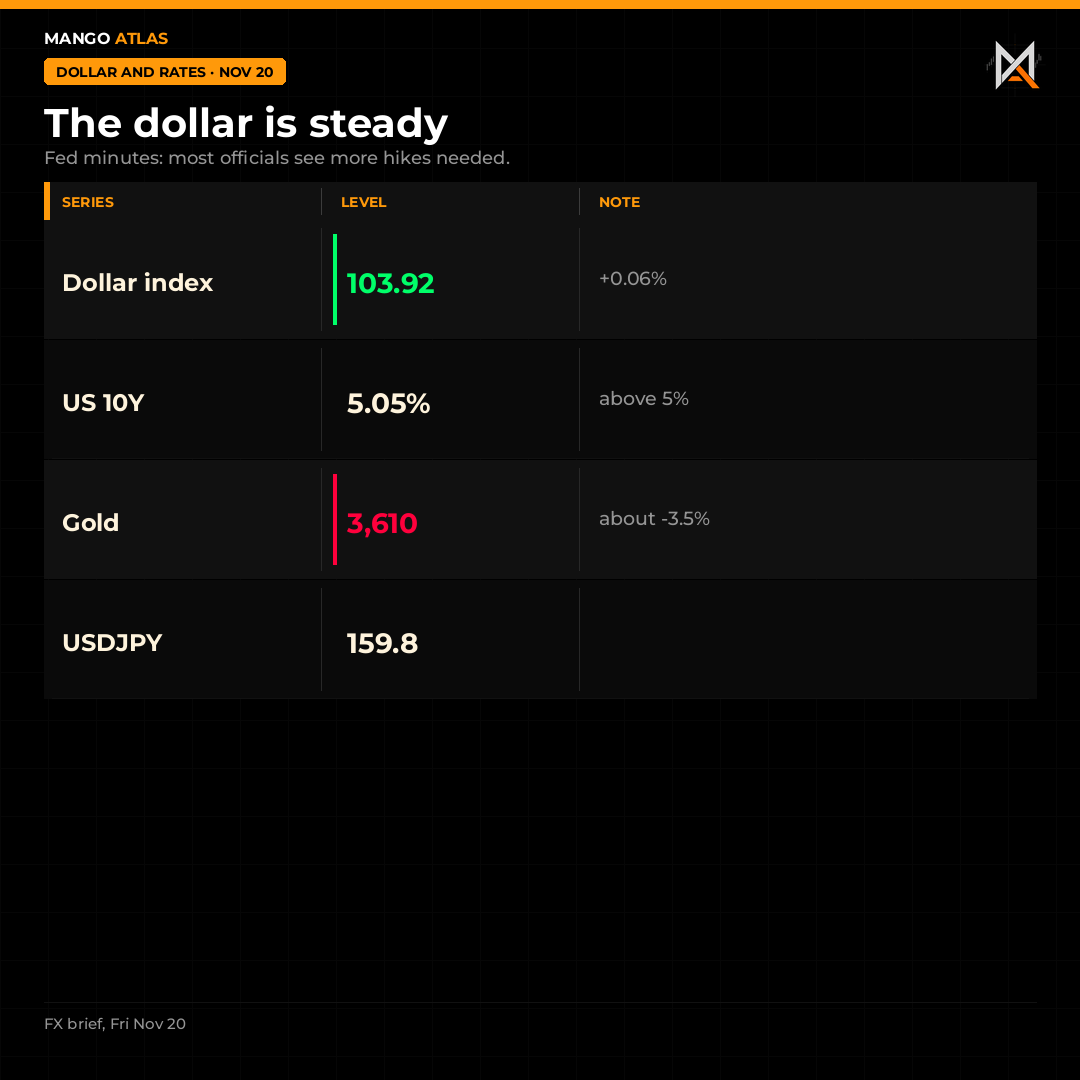 MANGO ATLAS
DOLLAR AND RATES · NOV 20
The dollar is steady
Fed minutes: most officials see more hikes needed.
SERIES LEVEL NOTE
Dollar index 103.92 +0.06%
US 10Y 5.05% above 5%
Gold 3,610 about -3.5%
USDJPY 159.8
FX brief, Fri Nov 20